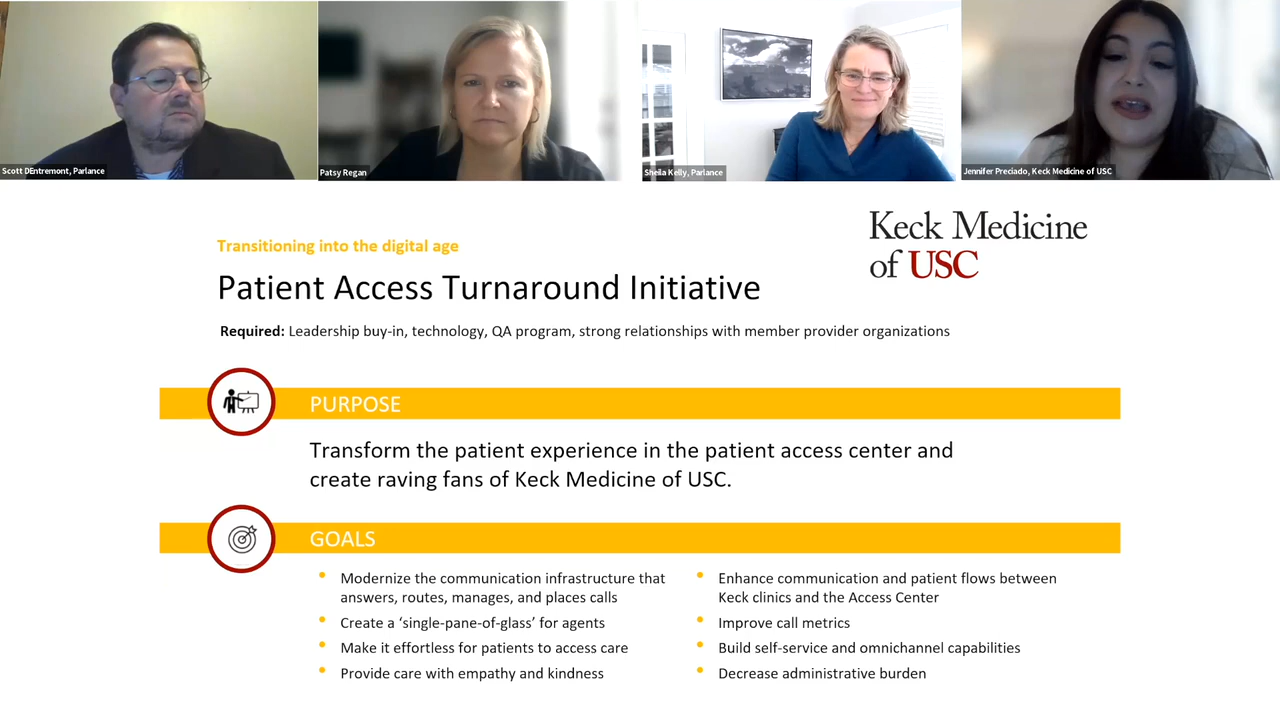 Scott DEntremont, Parlance
Patsy Regan
Sheila Kelly, Parlance
Jennifer Preciado, Keck Medicine of USC
Keck Medicine
of USC
Transitioning into the digital age
Patient Access Turnaround Initiative
Required: Leadership buy-in, technology, QA program, strong relationships with member provider organizations
PURPOSE
Transform the patient experience in the patient access center and
create raving fans of Keck Medicine of USC.
GOALS
• Modernize the communication infrastructure that
answers, routes, manages, and places calls
• Create a ‘single-pane-of-glass’ for agents
• Make it effortless for patients to access care
• Provide care with empathy and kindness
• Enhance communication and patient flows between
Keck clinics and the Access Center
• Improve call metrics
• Build self-service and omnichannel capabilities
• Decrease administrative burden